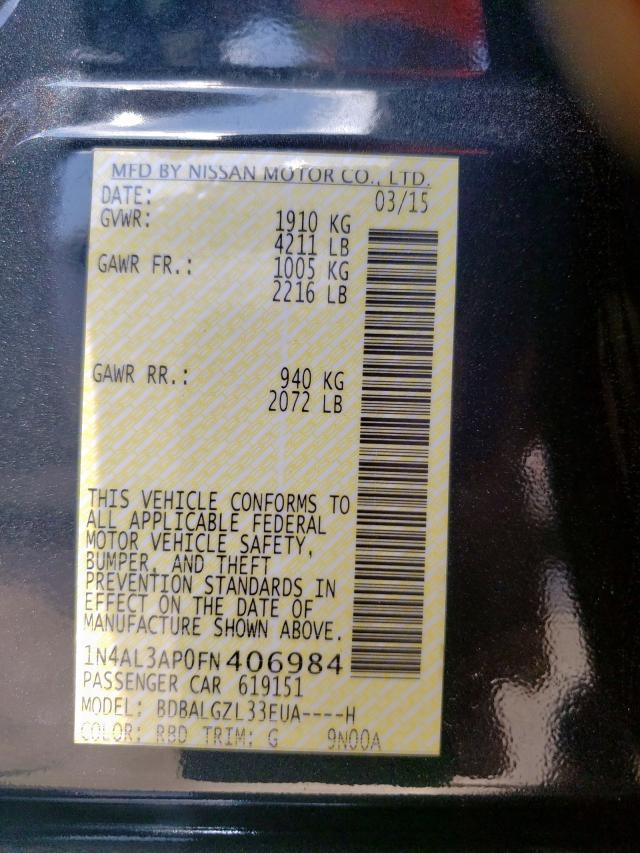 MFD BY NISSAN MOTOR CO., LTD.
DATE: 03/15
GVWR: 1910 KG
4211 LB
GAWR FR.: 1005 KG
2216 LB
GAWR RR.: 940 KG
2072 LB
THIS VEHICLE CONFORMS TO
ALL APPLICABLE FEDERAL
MOTOR VEHICLE SAFETY,
BUMPER, AND THEFT
PREVENTION STANDARDS IN
EFFECT ON THE DATE OF
MANUFACTURE SHOWN ABOVE.
1N4AL3AP0FN406984
PASSENGER CAR 619151
MODEL: BDBALGZL33EUA----H
COLOR: RBD TRIM: G 9N00A